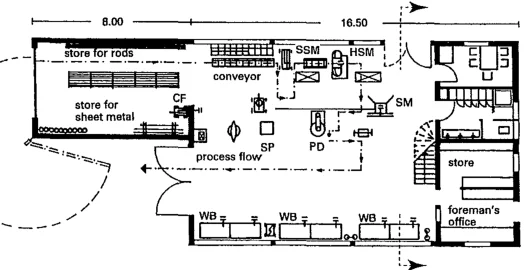 8.00
16.50
store for rods
SSM
HSM
conveyor
store for
sheet metal
CF
SM
SP
PD
process flow
store
foreman's
office
WB
WB
WB